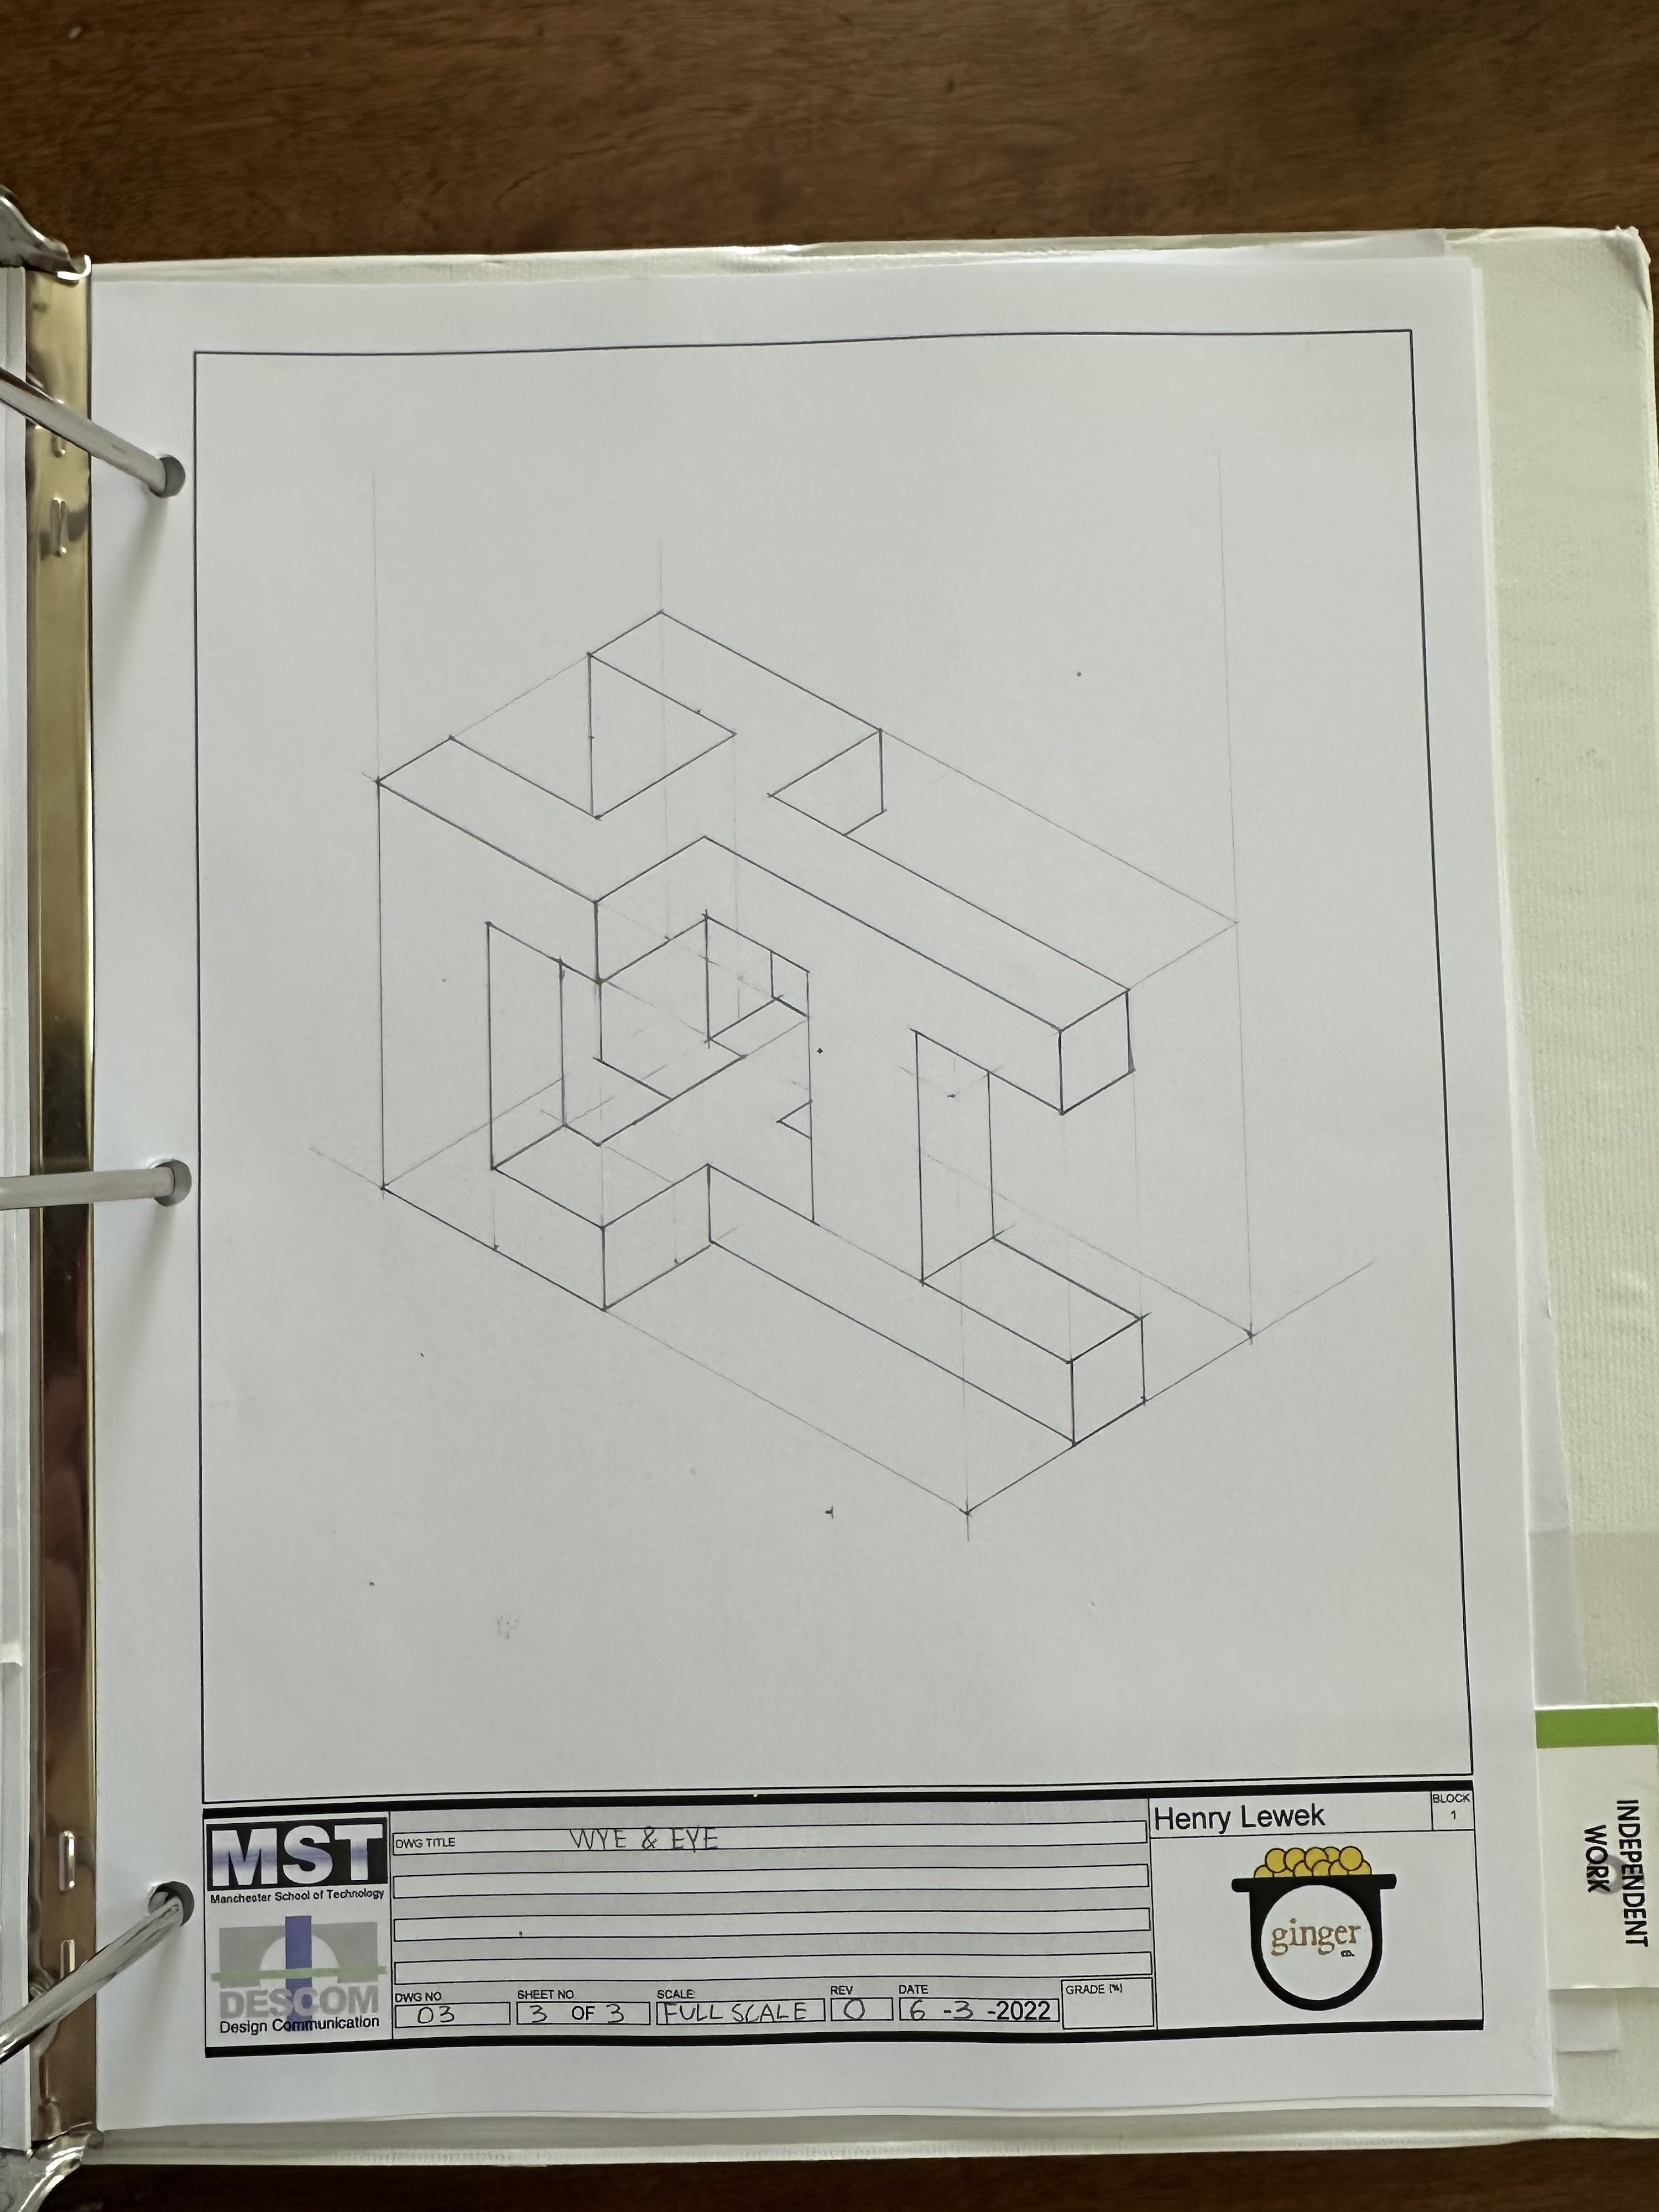 MST
Manchester School of Technology
DESCOM
Design Communication
DWG TITLE WYE & EYE
DWG NO
03
SHEET NO
3 OF 3
SCALE
FULL SCALE
REV
0
DATE
6 -3 -2022
GRADE (%)
Henry Lewek
BLOCK
1
ginger
INDEPENDENT
WORK